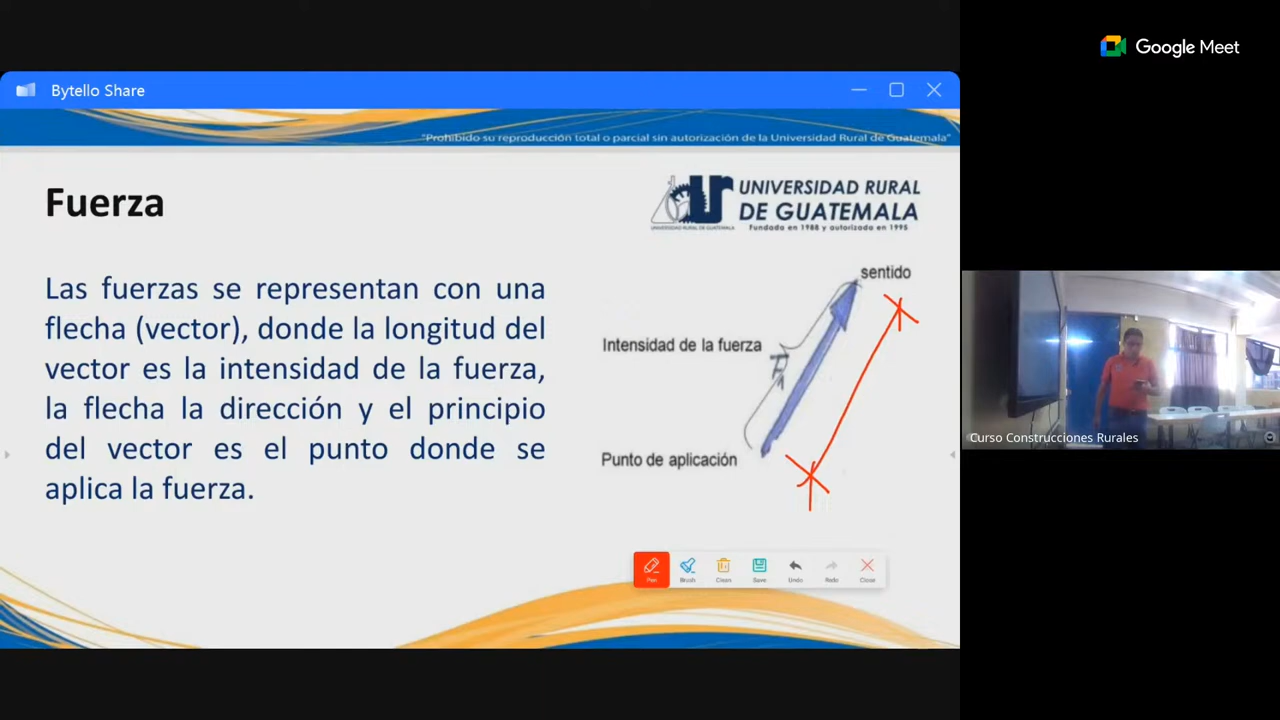 Google Meet
Bytello Share
"Prohibido su reproducción total o parcial sin autorización de la Universidad Rural de Guatemala"
Fuerza
UNIVERSIDAD RURAL
DE GUATEMALA
Fundada en 1988 y autorizada en 1995
UNIVERSIDAD RURAL DE GUATEMALA
Las fuerzas se representan con una
flecha (vector), donde la longitud del
vector es la intensidad de la fuerza,
la flecha la dirección y el principio
del vector es el punto donde se
aplica la fuerza.
sentido
Intensidad de la fuerza
Punto de aplicación
Curso Construcciones Rurales
Pen
Brush
Clean
Save
Undo
Redo
Close